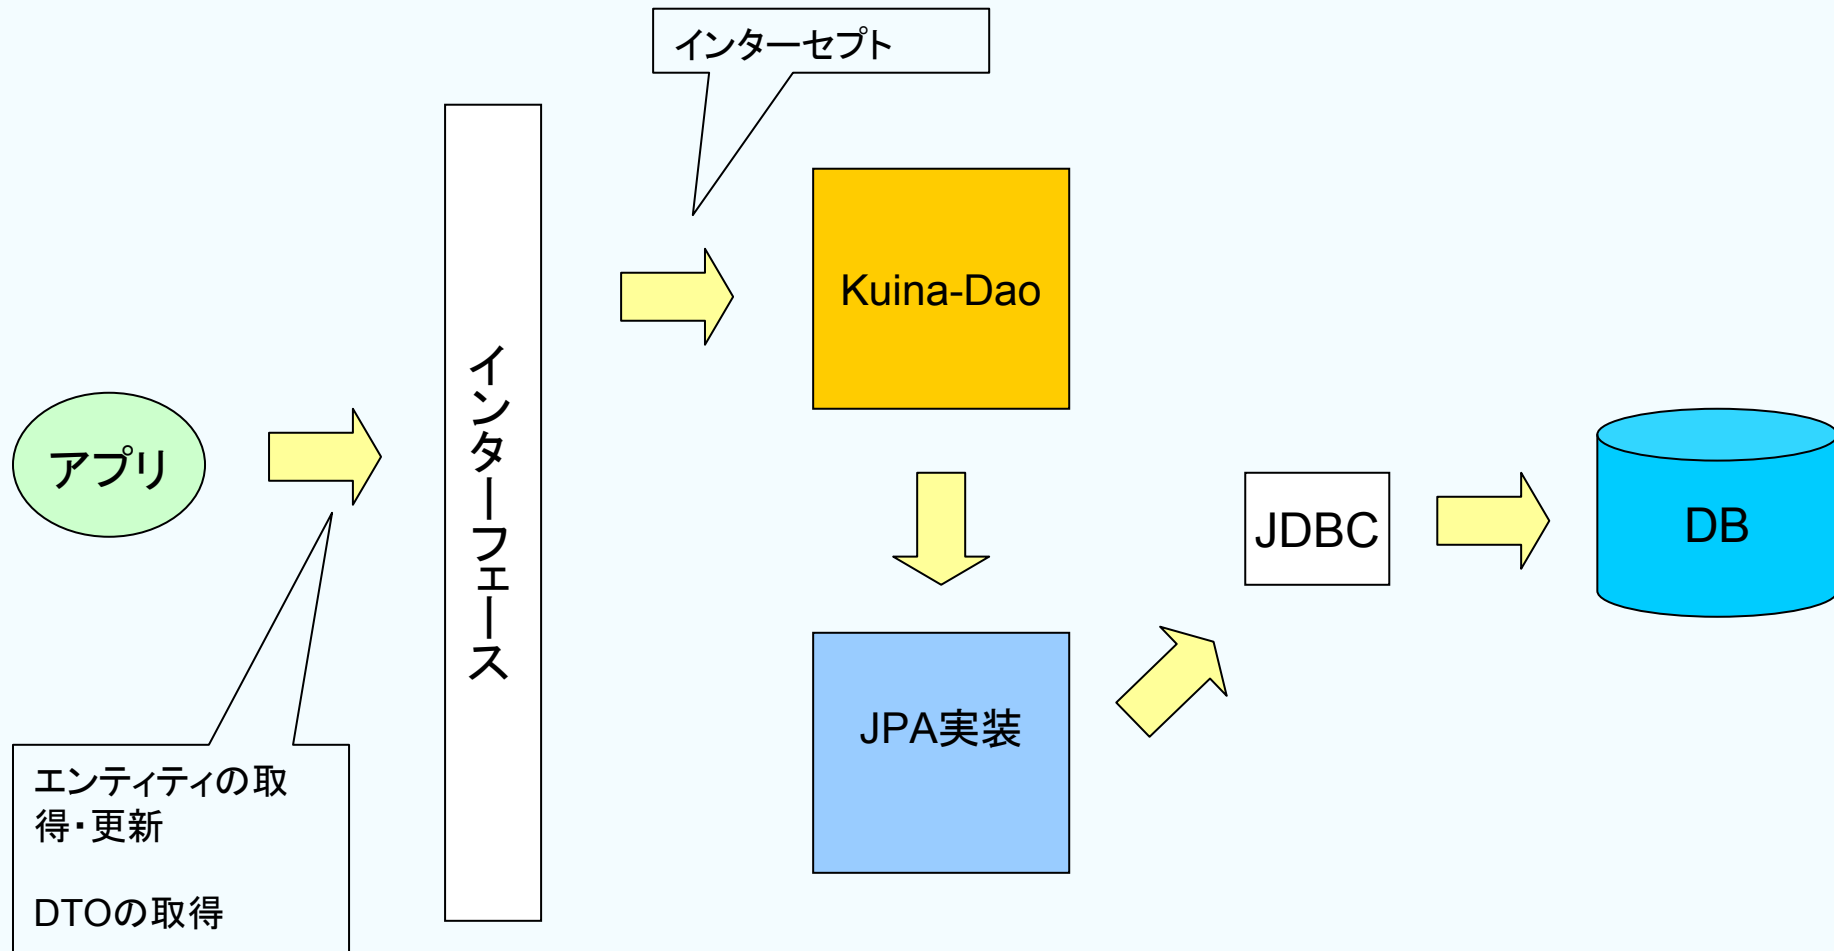 インターセプト
インターフェース
Kuina-Dao
アプリ
JDBC
DB
JPA実装
エンティティの取
得・更新
DTOの取得